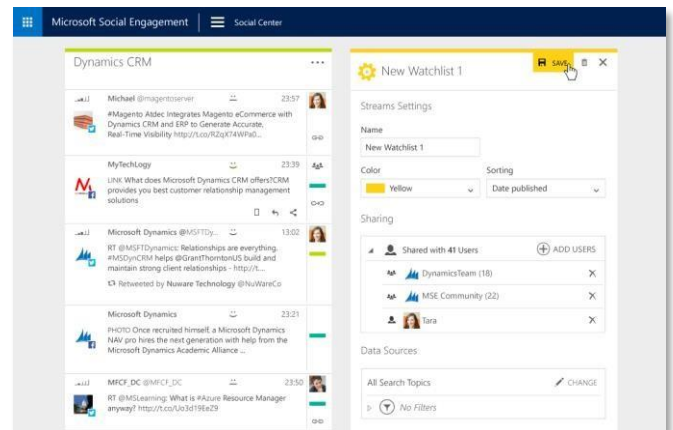 Microsoft Social Engagement
Social Center
Dynamics CRM
Michael @magentoserver
23:57
#Magento Atdec Integrates Magento eCommerce with
Dynamics CRM and ERP to Generate Accurate,
Real-Time Visibility http://t.co/RZqX74WPa0...
MyTechLogy
23:39
LINK What does Microsoft Dynamics CRM offers?CRM
provides you best customer relationship management
solutions
Microsoft Dynamics @MSFTDy...
13:02
RT @MSFTDynamics: Relationships are everything.
#MSDynCRM helps @GrantThorntonUS build and
maintain strong client relationships - http://t....
Retweeted by Nuware Technology @NuWareCo
Microsoft Dynamics
23:21
PHOTO Once recruited himself, a Microsoft Dynamics
NAV pro hires the next generation with help from the
Microsoft Dynamics Academic Alliance ...
MFCF_DC @MFCF_DC
23:50
RT @MSLearning: What is #Azure Resource Manager
anyway? http://t.co/Uo3d19EeZ9
New Watchlist 1
SAVE
Streams Settings
Name
New Watchlist 1
Color
Sorting
Yellow
Date published
Sharing
Shared with 41 Users
ADD USERS
DynamicsTeam (18)
MSE Community (22)
Tara
Data Sources
All Search Topics
CHANGE
No Filters